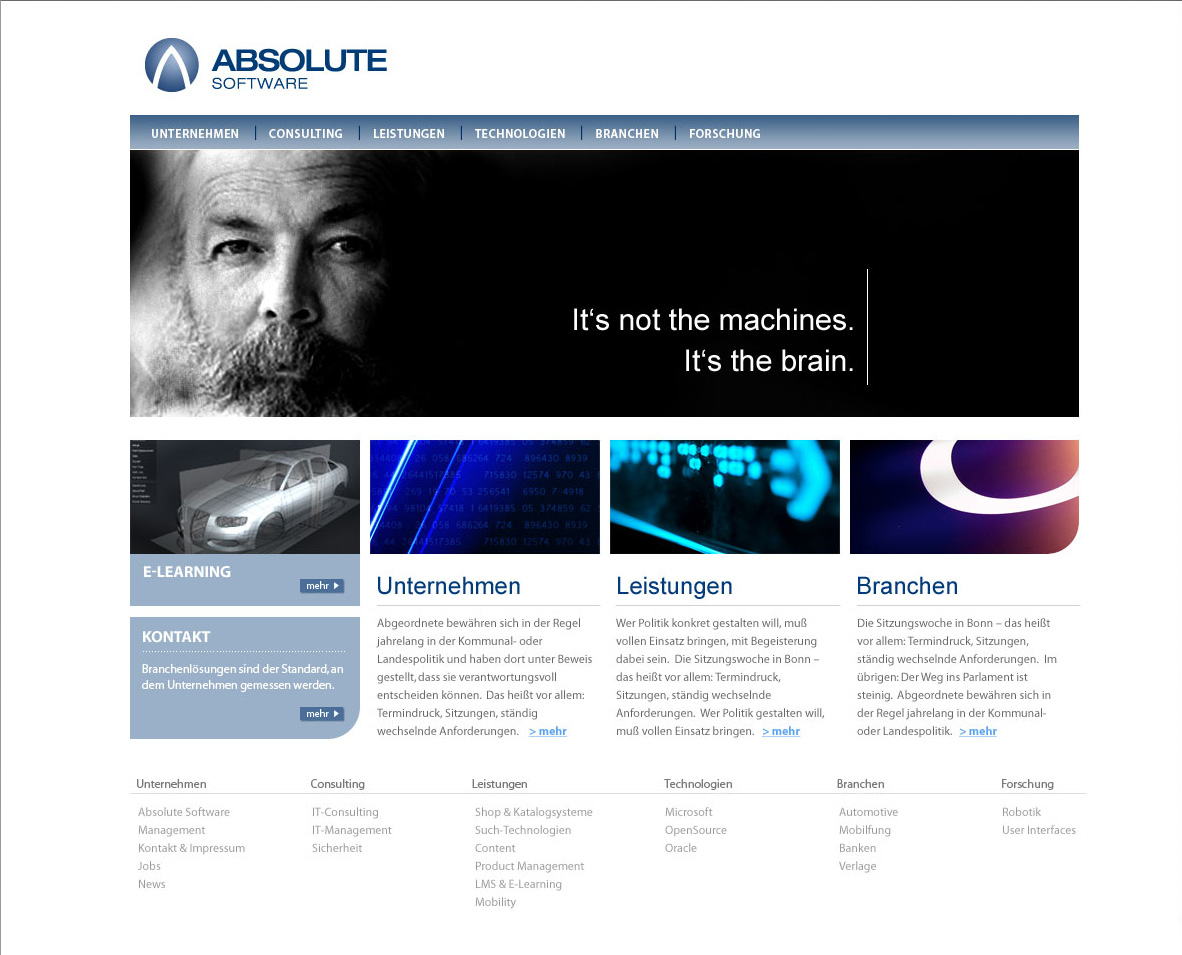 ABSOLUTE
SOFTWARE
UNTERNEHMEN
CONSULTING
LEISTUNGEN
TECHNOLOGIEN
BRANCHEN
FORSCHUNG
It‘s not the machines.
It‘s the brain.
E-LEARNING
mehr
KONTAKT
Branchenlösungen sind der Standard, an
dem Unternehmen gemessen werden.
mehr
Unternehmen
Abgeordnete bewähren sich in der Regel
jahrelang in der Kommunal- oder
Landespolitik und haben dort unter Beweis
gestellt, dass sie verantwortungsvoll
entscheiden können.  Das heißt vor allem:
Termindruck, Sitzungen, ständig
wechselnde Anforderungen.   > mehr
Leistungen
Wer Politik konkret gestalten will, muß
vollen Einsatz bringen, mit Begeisterung
dabei sein.  Die Sitzungswoche in Bonn –
das heißt vor allem: Termindruck,
Sitzungen, ständig wechselnde
Anforderungen.  Wer Politik gestalten will,
muß vollen Einsatz bringen.   > mehr
Branchen
Die Sitzungswoche in Bonn – das heißt
vor allem: Termindruck, Sitzungen,
ständig wechselnde Anforderungen.  Im
übrigen: Der Weg ins Parlament ist
steinig.  Abgeordnete bewähren sich in
der Regel jahrelang in der Kommunal-
oder Landespolitik.  > mehr
Unternehmen
Absolute Software
Management
Kontakt & Impressum
Jobs
News
Consulting
IT-Consulting
IT-Management
Sicherheit
Leistungen
Shop & Katalogsysteme
Such-Technologien
Content
Product Management
LMS & E-Learning
Mobility
Technologien
Microsoft
OpenSource
Oracle
Branchen
Automotive
Mobilfung
Banken
Verlage
Forschung
Robotik
User Interfaces